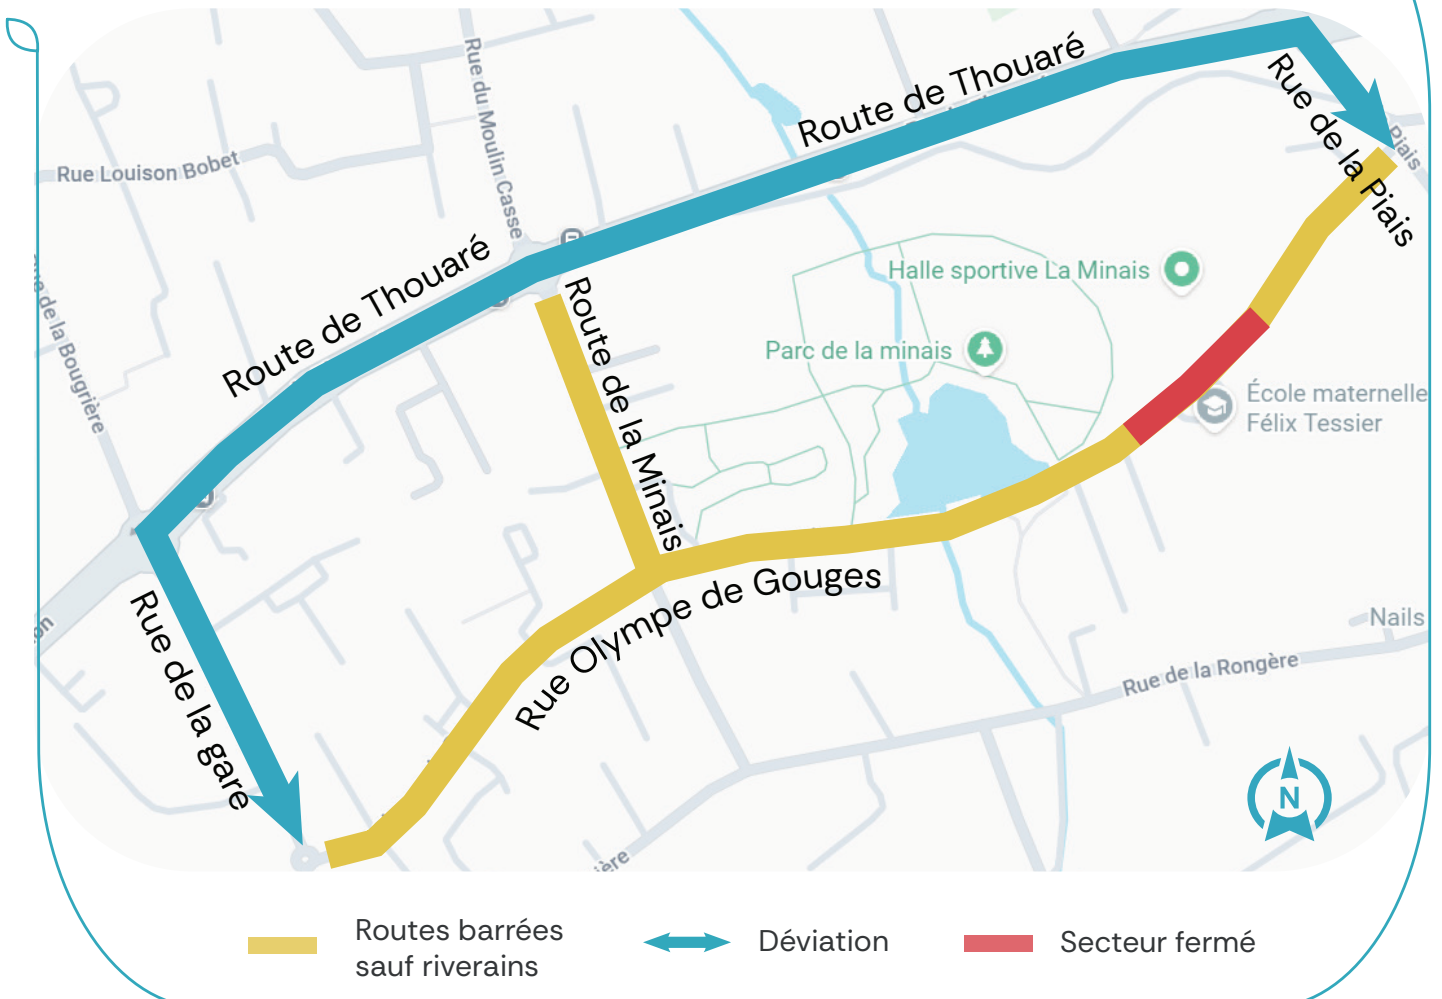 Route de Thouaré
Rue de la Piais
Piais
Rue du Moulin Casse
Rue Louison Bobet
Route de Thouaré
Halle sportive La Minais
de la Bougrière
Route de la Minais
Parc de la minais
École maternelle
Félix Tessier
Rue de la gare
Rue Olympe de Gouges
Nails
Rue de la Rongère
N
Routes barrées
sauf riverains
Déviation
Secteur fermé